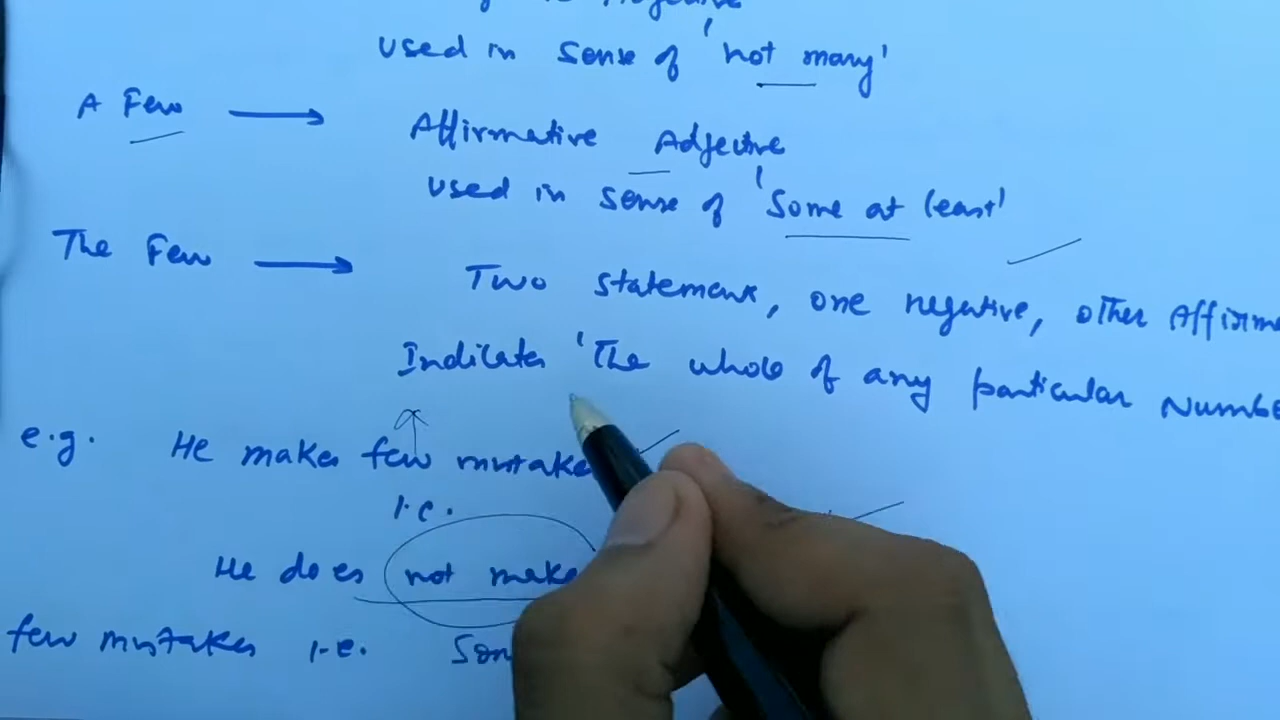 used in sense of 'not many'
A Few → Affirmative Adjective
used in sense of 'Some at least'
The Few → Two statement, one negative, other Affirm
Indicates 'The whole of any particular Numbe
e.g. He makes few mistake
i.e.
He does not make
few mistakes i.e. Som